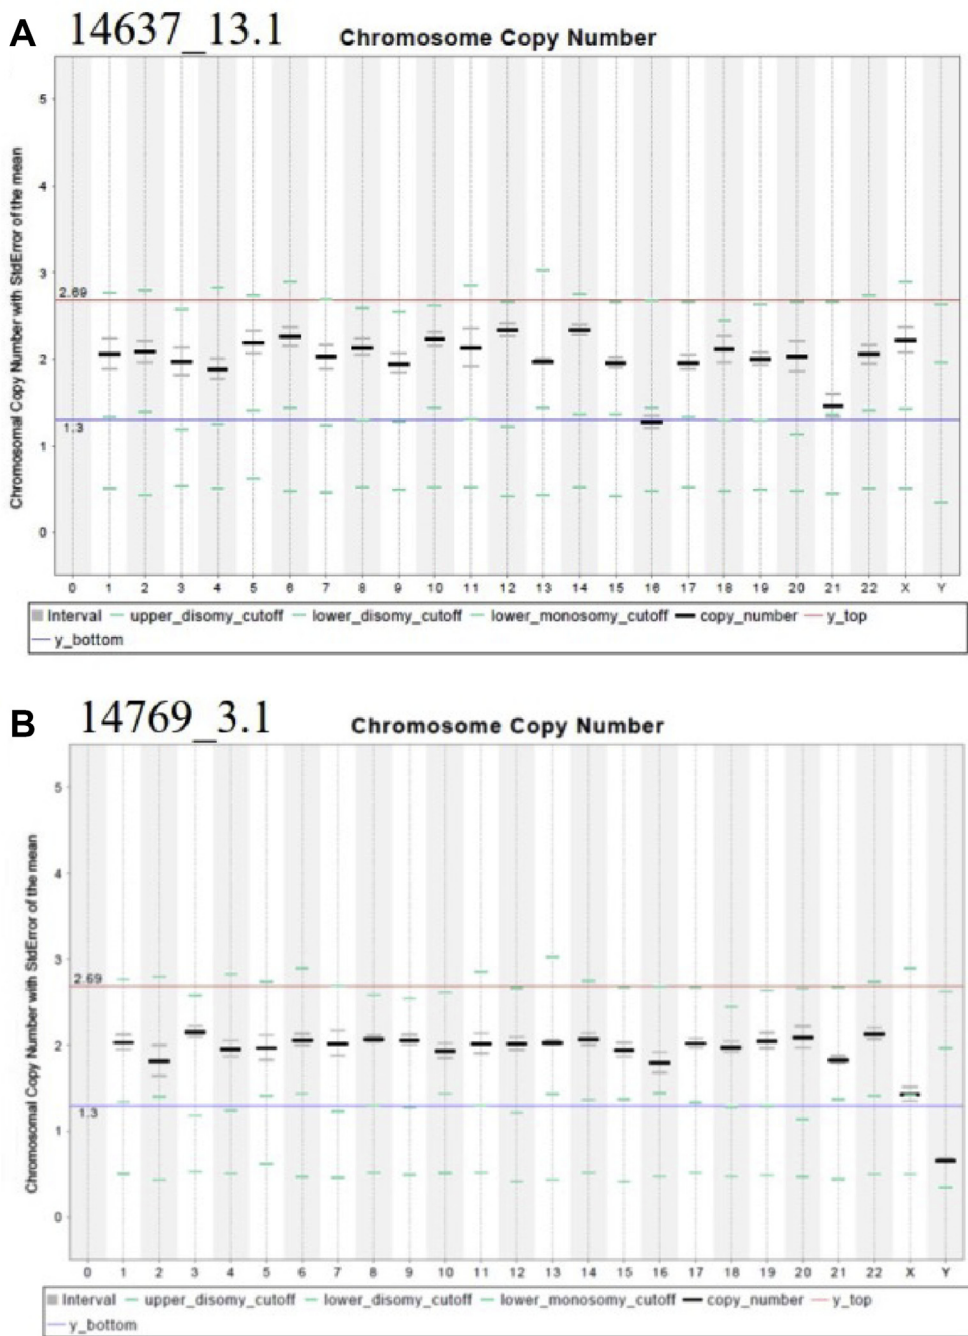 A 14637_13.1 Chromosome Copy Number
Chromosomal Copy Number with StdError of the mean
5
4
3
2.69
2
1.3
1
0
0 1 2 3 4 5 6 7 8 9 10 11 12 13 14 15 16 17 18 19 20 21 22 X Y
Interval upper_disomy_cutoff lower_disomy_cutoff lower_monosomy_cutoff copy_number y_top
y_bottom
B 14769_3.1 Chromosome Copy Number
Chromosomal Copy Number with StdError of the mean
5
4
3
2.69
2
1.3
1
0
0 1 2 3 4 5 6 7 8 9 10 11 12 13 14 15 16 17 18 19 20 21 22 X Y
Interval upper_disomy_cutoff lower_disomy_cutoff lower_monosomy_cutoff copy_number y_top
y_bottom